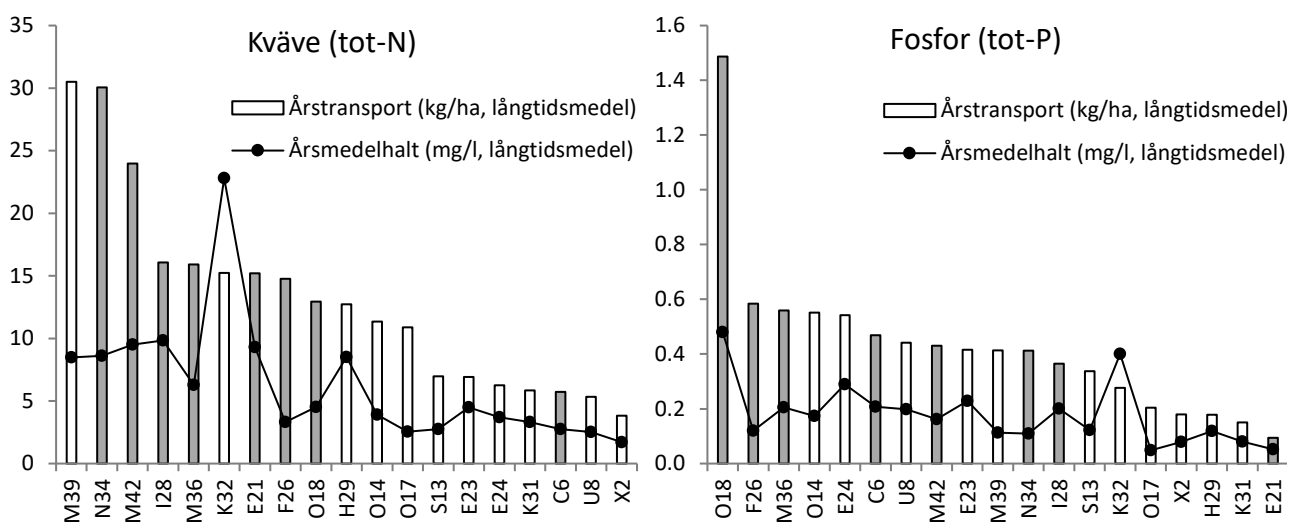 Kväve (tot-N)
35
30
25
20
15
10
5
0
Årstransport (kg/ha, långtidsmedel)
Årsmedelhalt (mg/l, långtidsmedel)
M39
N34
M42
I28
M36
K32
E21
F26
O18
H29
O14
O17
S13
E23
E24
K31
C6
U8
X2
Fosfor (tot-P)
1.6
1.4
1.2
1.0
0.8
0.6
0.4
0.2
0.0
Årstransport (kg/ha, långtidsmedel)
Årsmedelhalt (mg/l, långtidsmedel)
O18
F26
M36
O14
E24
C6
U8
M42
E23
M39
N34
I28
S13
K32
O17
X2
H29
K31
E21